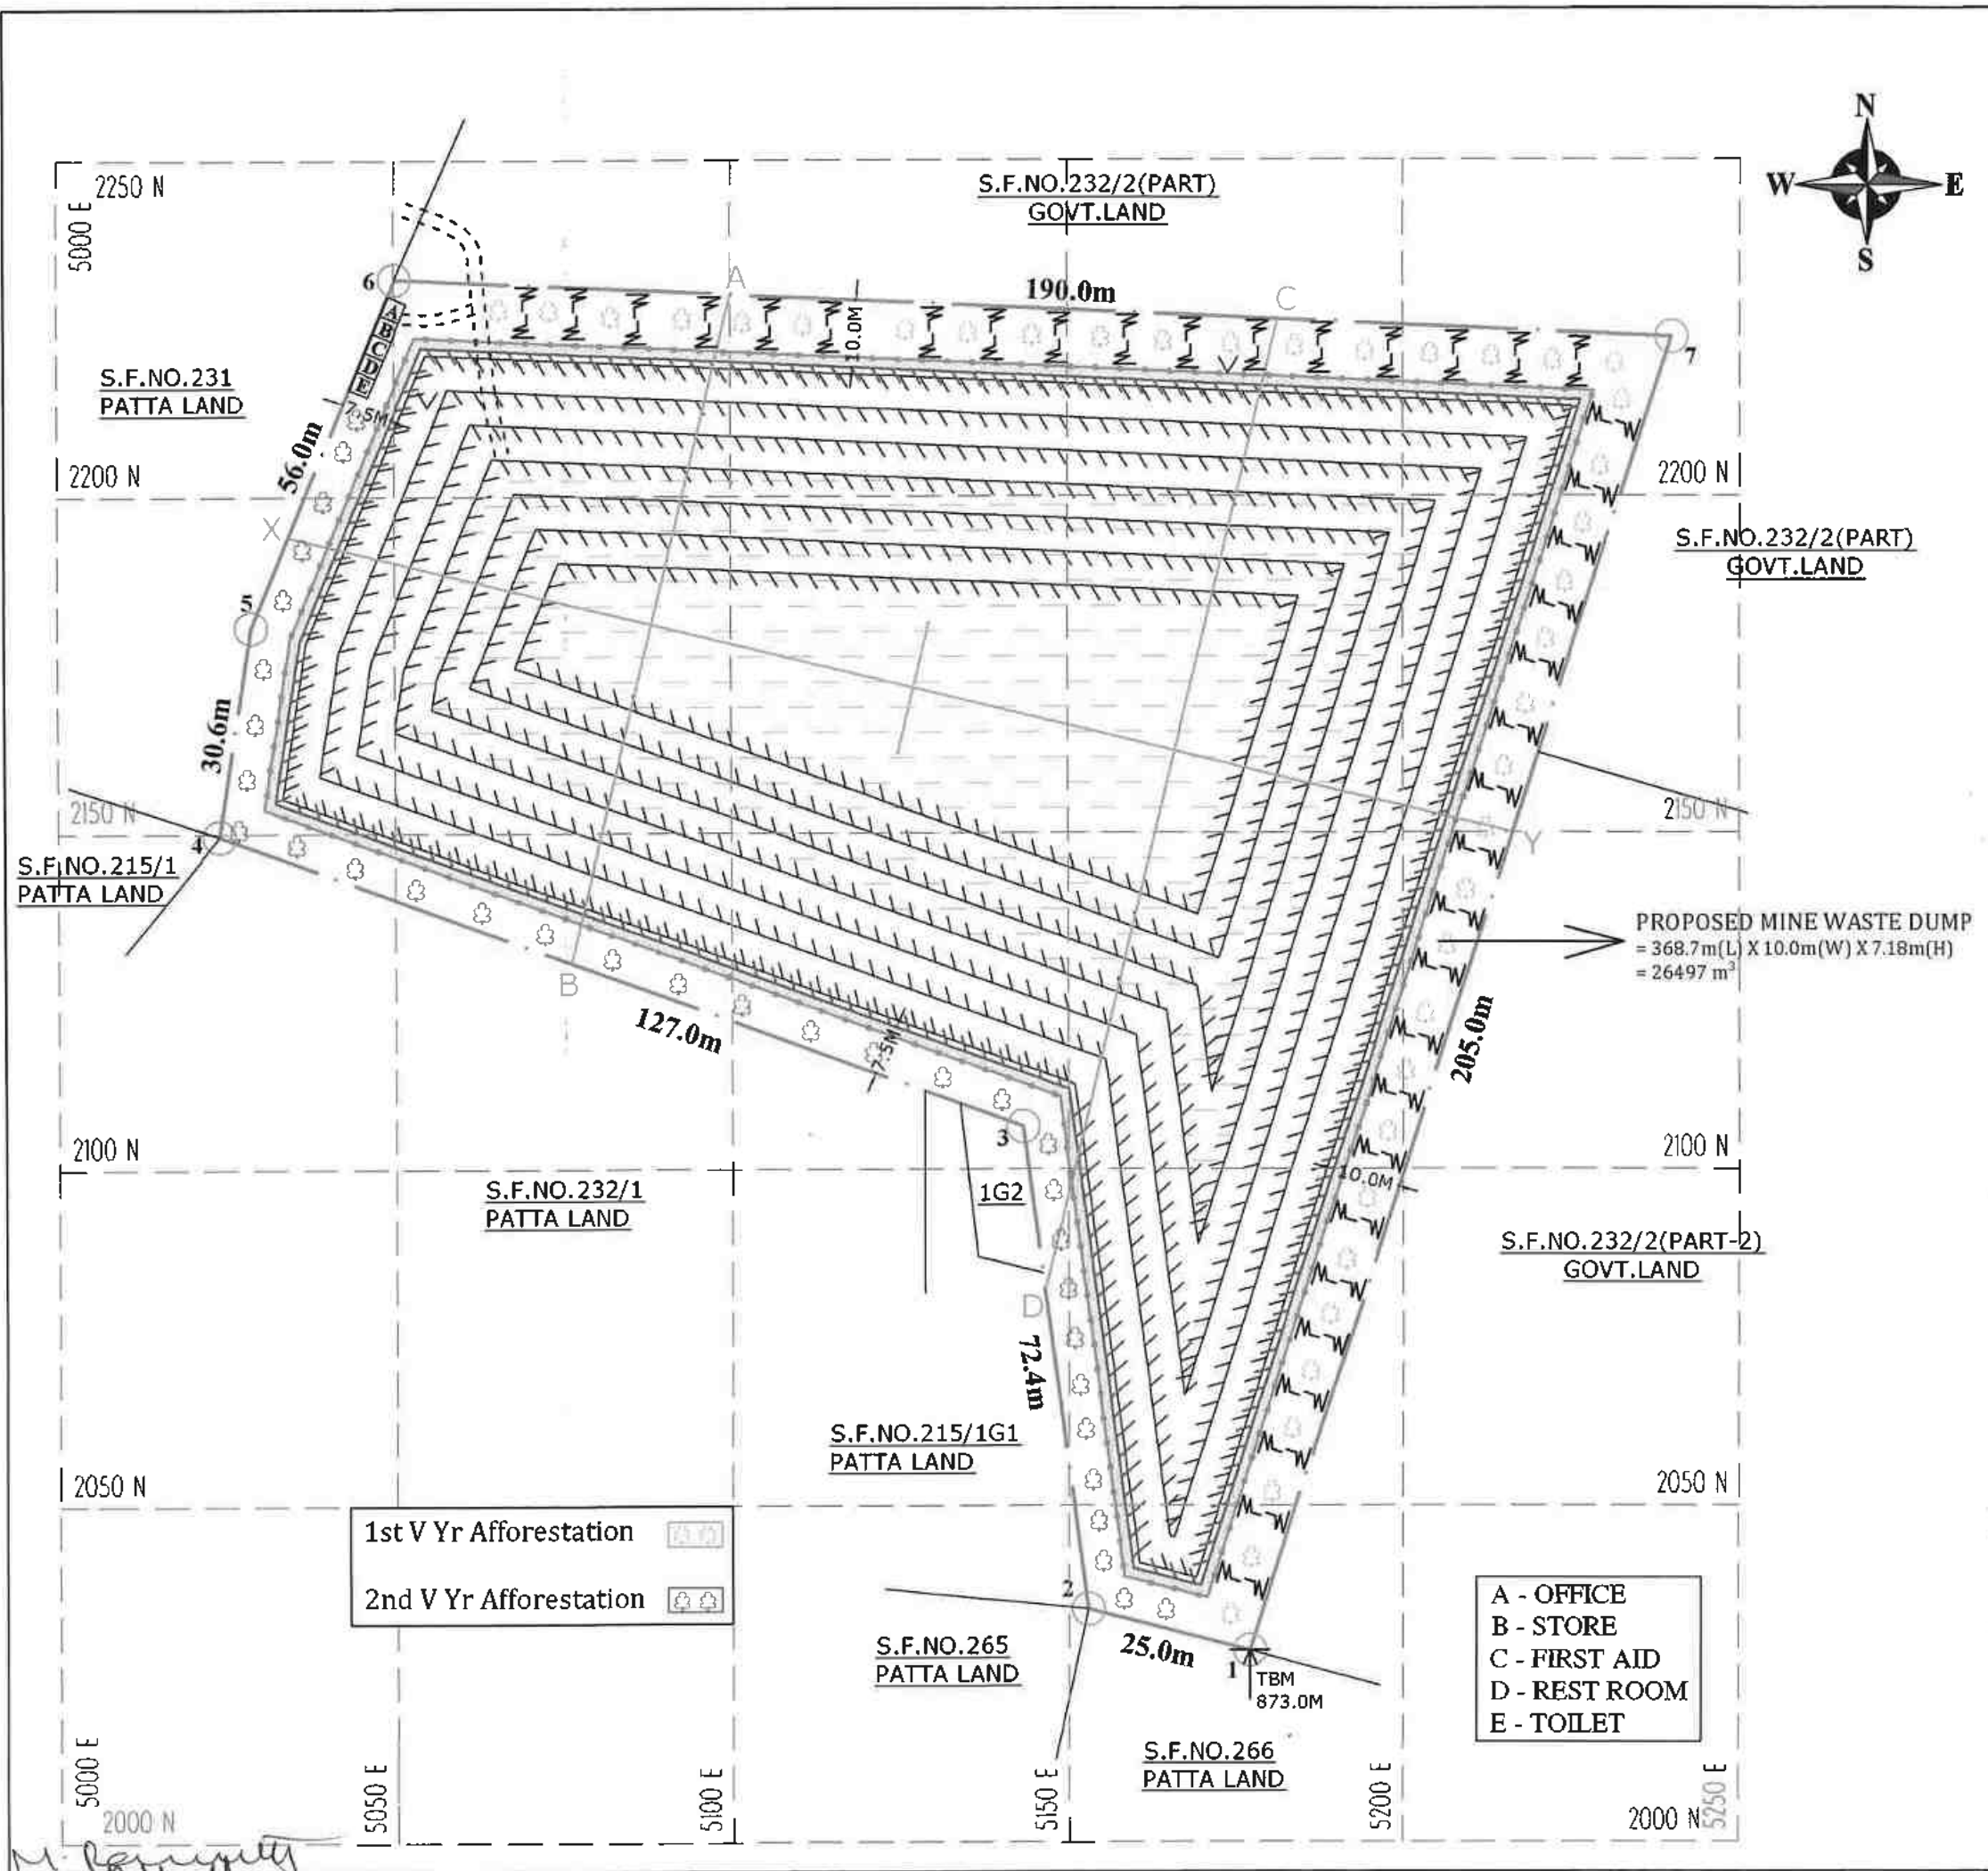 N
W E
S
2250 N
5000 E
S.F.NO.232/2(PART)
GOVT.LAND
6
A
190.0m
C
10.0M
7
A
B
C
D
E
S.F.NO.231
PATTA LAND
7.5M
56.0m
2200 N
2200 N
X
S.F.NO.232/2(PART)
GOVT.LAND
5
30.6m
2150 N
2150 N
4
Y
S.F.NO.215/1
PATTA LAND
PROPOSED MINE WASTE DUMP
= 368.7m(L) X 10.0m(W) X 7.18m(H)
= 26497 m³
B
127.0m
7.5M
205.0m
3
2100 N
2100 N
10.0M
S.F.NO.232/1
PATTA LAND
1G2
S.F.NO.232/2(PART-2)
GOVT.LAND
D
72.4m
S.F.NO.215/1G1
PATTA LAND
2050 N
2050 N
1st V Yr Afforestation
2nd V Yr Afforestation
2
25.0m
1
TBM
873.0M
S.F.NO.265
PATTA LAND
A - OFFICE
B - STORE
C - FIRST AID
D - REST ROOM
E - TOILET
S.F.NO.266
PATTA LAND
5000 E
5050 E
5100 E
5150 E
5200 E
5250 E
2000 N
2000 N